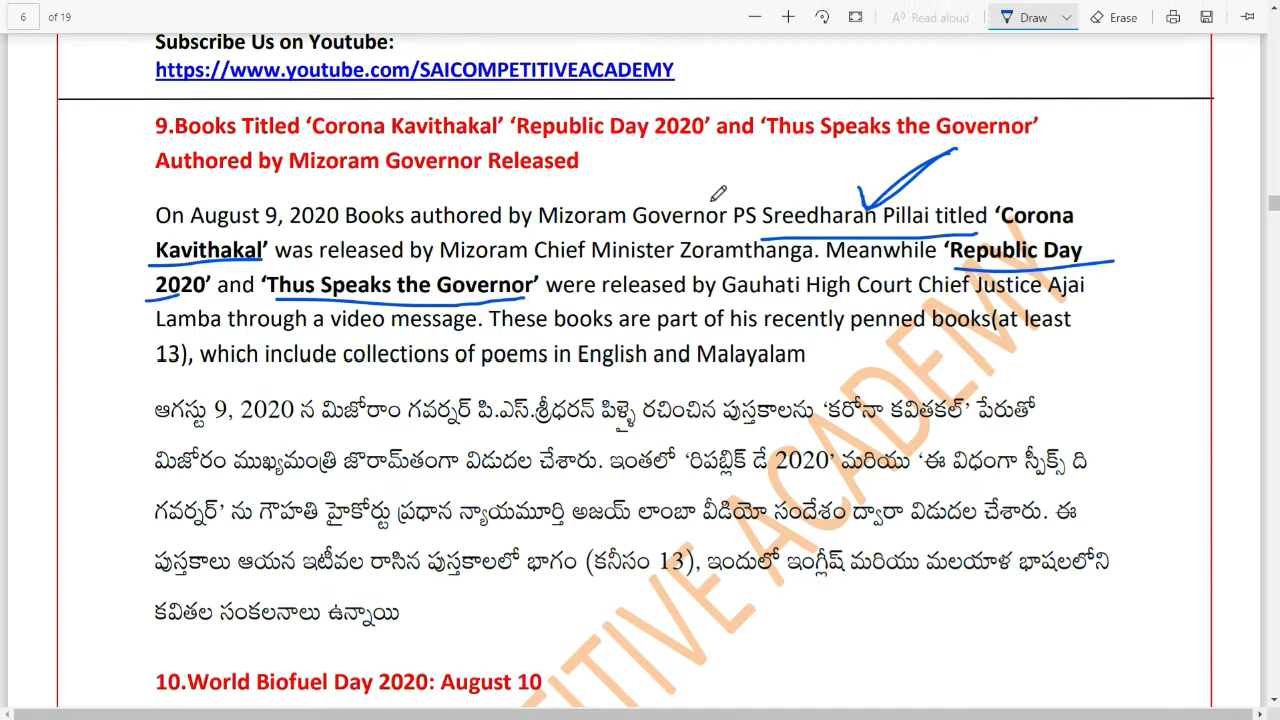 6 of 19 Read aloud Draw Erase
Subscribe Us on Youtube:
https://www.youtube.com/SAICOMPETITIVEACADEMY
9.Books Titled ‘Corona Kavithakal’ ‘Republic Day 2020’ and ‘Thus Speaks the Governor’
Authored by Mizoram Governor Released
On August 9, 2020 Books authored by Mizoram Governor PS Sreedharan Pillai titled ‘Corona
Kavithakal’ was released by Mizoram Chief Minister Zoramthanga. Meanwhile ‘Republic Day
2020’ and ‘Thus Speaks the Governor’ were released by Gauhati High Court Chief Justice Ajai
Lamba through a video message. These books are part of his recently penned books(at least
13), which include collections of poems in English and Malayalam
ఆగస్టు 9, 2020 న మిజోరాం గవర్నర్ పి.ఎస్.శ్రీధరన్ పిళ్ళై రచించిన పుస్తకాలను ‘కరోనా కవితకల్’ పేరుతో
మిజోరం ముఖ్యమంత్రి జొరామ్‌తంగా విడుదల చేశారు. ఇంతలో ‘రిపబ్లిక్ డే 2020’ మరియు ‘ఈ విధంగా స్పీక్స్ ది
గవర్నర్’ ను గౌహతి హైకోర్టు ప్రధాన న్యాయమూర్తి అజయ్ లాంబా వీడియో సందేశం ద్వారా విడుదల చేశారు. ఈ
పుస్తకాలు ఆయన ఇటీవల రాసిన పుస్తకాలలో భాగం (కనీసం 13), ఇందులో ఇంగ్లీష్ మరియు మలయాళ భాషలలోని
కవితల సంకలనాలు ఉన్నాయి
10.World Biofuel Day 2020: August 10
TITIVE ACADEMY